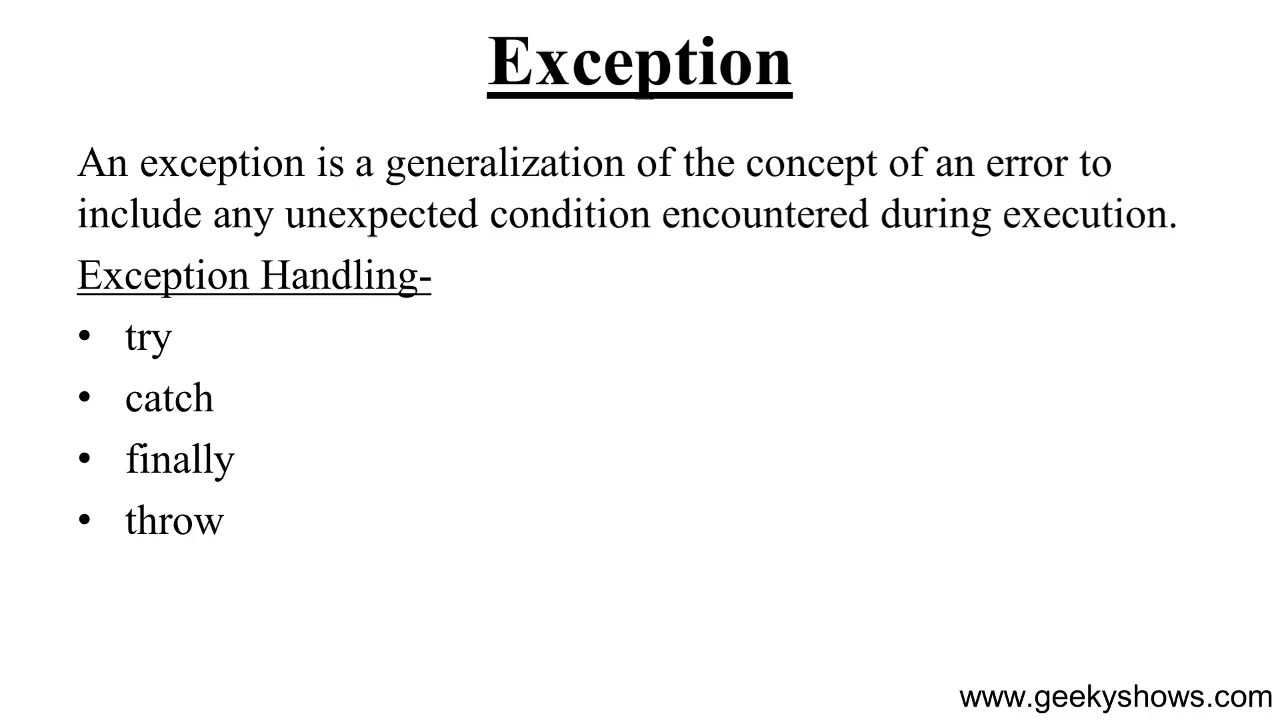 Exception
An exception is a generalization of the concept of an error to
include any unexpected condition encountered during execution.
Exception Handling-
• try
• catch
• finally
• throw
www.geekyshows.com